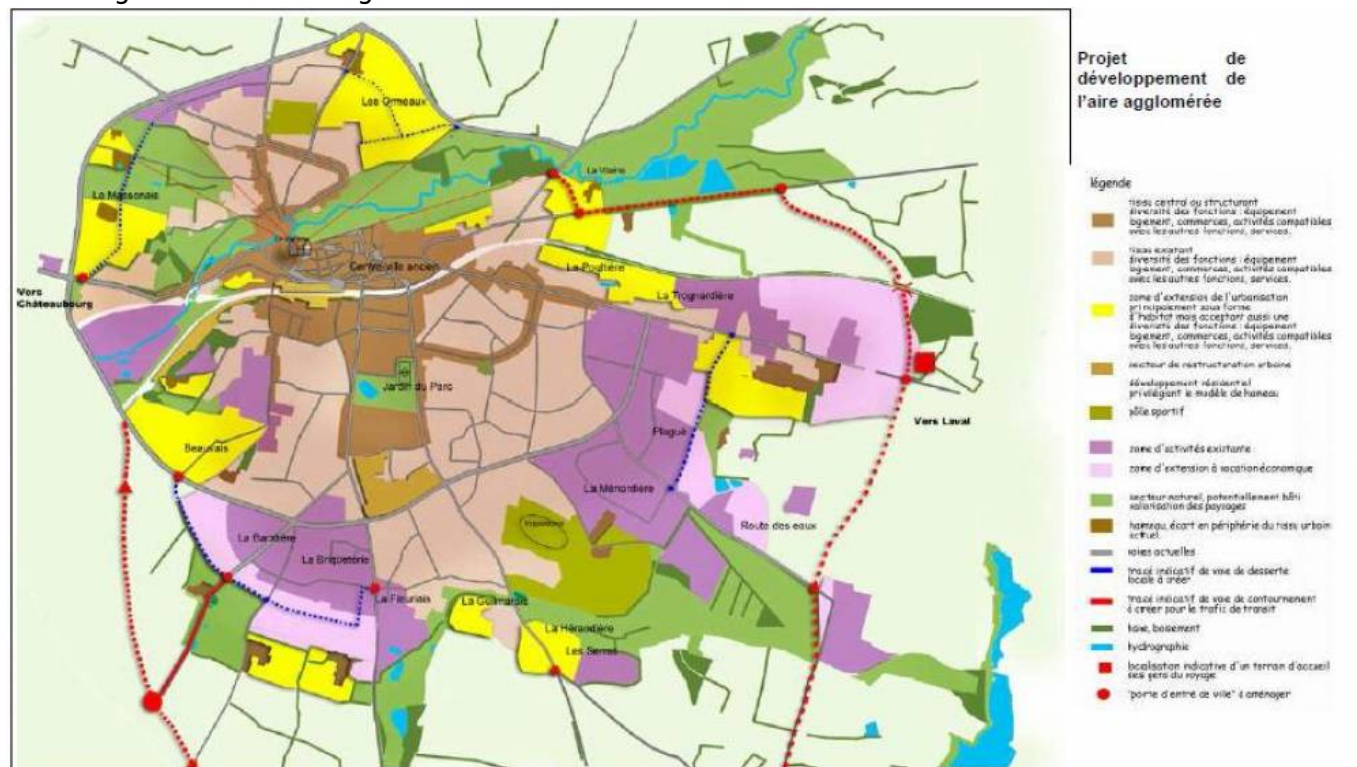 Projet de
développement de
l'aire agglomérée
légende
tissu central ou structurant
diversité des fonctions : équipement
logement, commerces, activités compatibles
avec les autres fonctions, services.
tissu existant
diversité des fonctions : équipement
logement, commerces, activités compatibles
avec les autres fonctions, services.
zone d'extension de l'urbanisation
principalement sous forme
d'habitat mais acceptant aussi une
diversité des fonctions : équipement
logement, commerces, activités compatibles
avec les autres fonctions, services.
secteur de restructuration urbaine
développement résidentiel
privilégiant le modèle de hameau
pôle sportif
zone d'activités existante
zone d'extension à vocation économique
secteur naturel, potentiellement bâti
valorisation des paysages
hameau, écart en périphérie du tissu urbain
actuel
voies actuelles
tracé indicatif de voie de desserte
locale à créer
tracé indicatif de voie de contournement
à créer pour le trafic de transit
haie, boisement
hydrographie
localisation indicative d'un terrain d'accueil
des gens du voyage
"porte d'entré de ville" à aménager
Les Ormeaux
La Massonais
La Vilaine
Vers
Châteaubourg
Centre ville ancien
La Poultière
La Trognardière
Jardin du Parc
Vers Laval
Beauvais
Plagué
La Méhordière
Route des eaux
La Baratière
La Briqueterie
La Fleuriais
La Guilmarais
La Hérandière
Les Serres